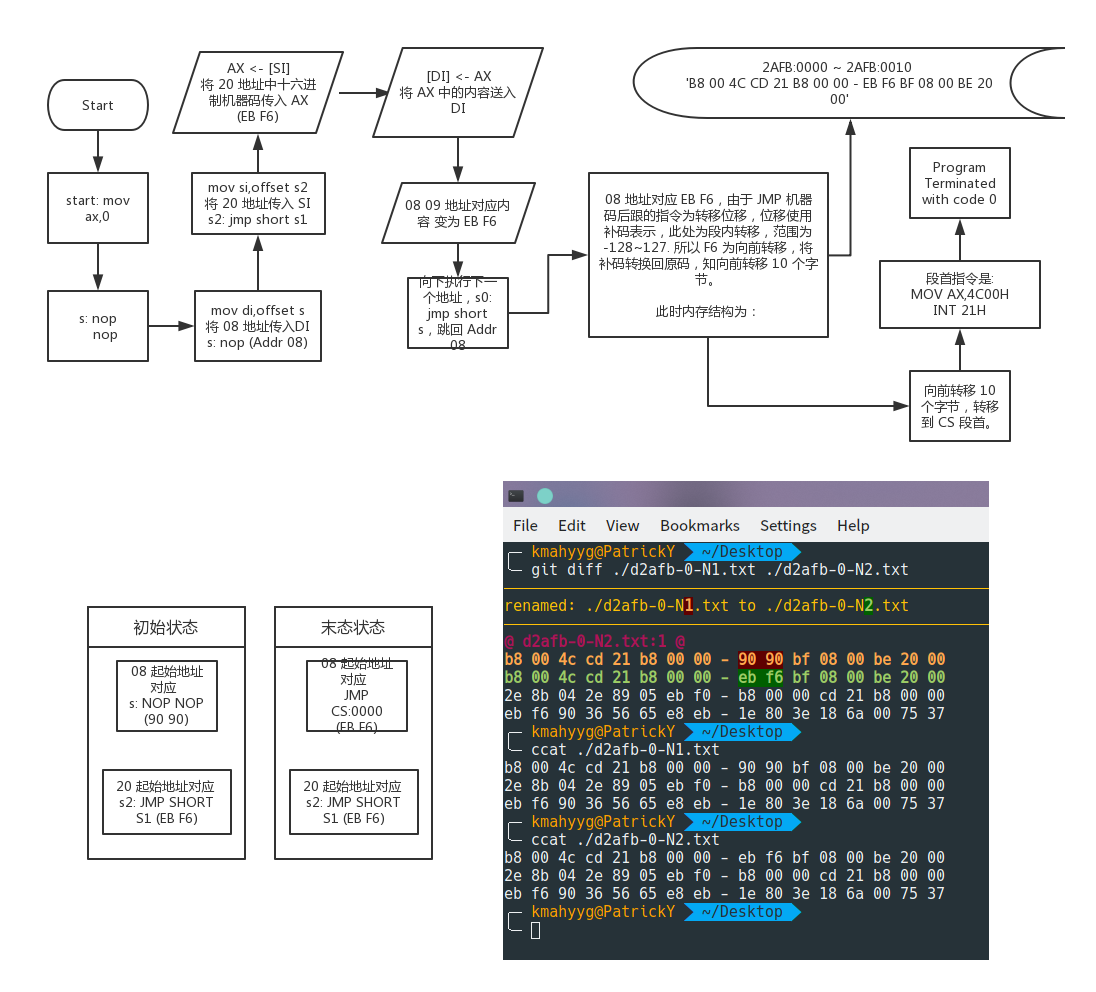 Start
start: mov
ax,0
s: nop
nop
AX <- [SI]
将 20 地址中十六进
制机器码传入 AX
(EB F6)
mov si,offset s2
将 20 地址传入 SI
s2: jmp short s1
mov di,offset s
将 08 地址传入DI
s: nop (Addr 08)
[DI] <- AX
将 AX 中的内容送入
DI
08 09 地址对应内
容 变为 EB F6
向下执行下一
个地址，s0:
jmp short
s，跳回 Addr
08
08 地址对应 EB F6，由于 JMP 机器
码后跟的指令为转移位移，位移使用
补码表示，此处为段内转移，范围为
-128~127. 所以 F6 为向前转移，将
补码转换回原码，知向前转移 10 个字
节。
此时内存结构为：
2AFB:0000 ~ 2AFB:0010
'B8 00 4C CD 21 B8 00 00 - EB F6 BF 08 00 BE 20
00'
Program
Terminated
with code 0
段首指令是:
MOV AX,4C00H
INT 21H
向前转移 10
个字节，转移
到 CS 段首。
初始状态
08 起始地址
对应
s: NOP NOP
(90 90)
20 起始地址对应
s2: JMP SHORT
S1 (EB F6)
末态状态
08 起始地址
对应
JMP
CS:0000
(EB F6)
20 起始地址对应
s2: JMP SHORT
S1 (EB F6)
File Edit View Bookmarks Settings Help
kmahyyg@PatrickY ~/Desktop
git diff ./d2afb-0-N1.txt ./d2afb-0-N2.txt
renamed: ./d2afb-0-N1.txt to ./d2afb-0-N2.txt
@ d2afb-0-N2.txt:1 @
b8 00 4c cd 21 b8 00 00 - 90 90 bf 08 00 be 20 00
b8 00 4c cd 21 b8 00 00 - eb f6 bf 08 00 be 20 00
2e 8b 04 2e 89 05 eb f0 - b8 00 00 cd 21 b8 00 00
eb f6 90 36 56 65 e8 eb - 1e 80 3e 18 6a 00 75 37
kmahyyg@PatrickY ~/Desktop
ccat ./d2afb-0-N1.txt
b8 00 4c cd 21 b8 00 00 - 90 90 bf 08 00 be 20 00
2e 8b 04 2e 89 05 eb f0 - b8 00 00 cd 21 b8 00 00
eb f6 90 36 56 65 e8 eb - 1e 80 3e 18 6a 00 75 37
kmahyyg@PatrickY ~/Desktop
ccat ./d2afb-0-N2.txt
b8 00 4c cd 21 b8 00 00 - eb f6 bf 08 00 be 20 00
2e 8b 04 2e 89 05 eb f0 - b8 00 00 cd 21 b8 00 00
eb f6 90 36 56 65 e8 eb - 1e 80 3e 18 6a 00 75 37
kmahyyg@PatrickY ~/Desktop